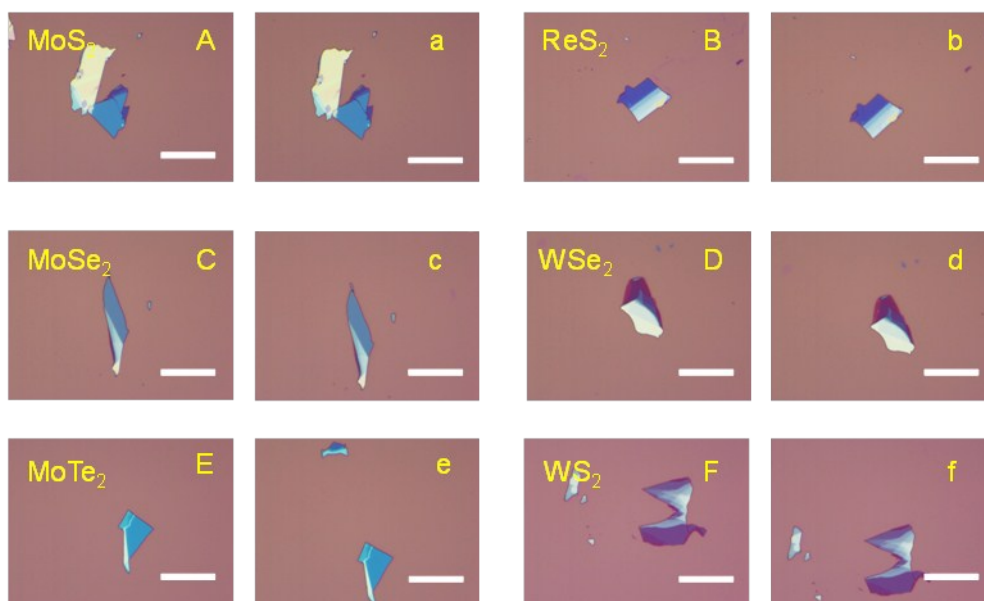 MoS₂ A
a
ReS₂ B
b
MoSe₂ C
c
WSe₂ D
d
MoTe₂ E
e
WS₂ F
f